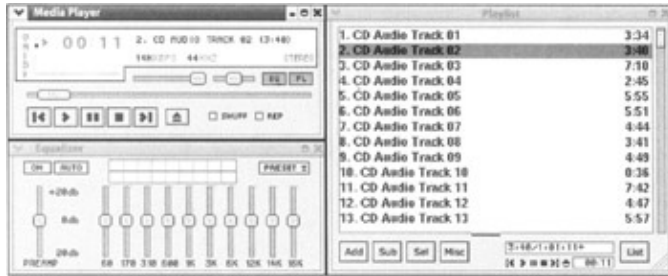 Media Player
00 11
2. CD AUDIO TRACK 02 (3:40)
44
STEREO
EQ PL
SHUFF REP
Equalizer
ON AUTO
PRESET
+20db
0db
20db
PREAMP
60 170 310 600 1K 3K 6K 12K 14K 16K
Playlist
1. CD Audio Track 01 3:34
2. CD Audio Track 02 3:40
3. CD Audio Track 03 7:10
4. CD Audio Track 04 2:45
5. CD Audio Track 05 5:55
6. CD Audio Track 06 5:51
7. CD Audio Track 07 4:44
8. CD Audio Track 08 3:41
9. CD Audio Track 09 4:49
10. CD Audio Track 10 0:36
11. CD Audio Track 11 7:42
12. CD Audio Track 12 4:47
13. CD Audio Track 13 5:57
Add Sub Sel Misc
3:40/1:01:11+
00:11
List